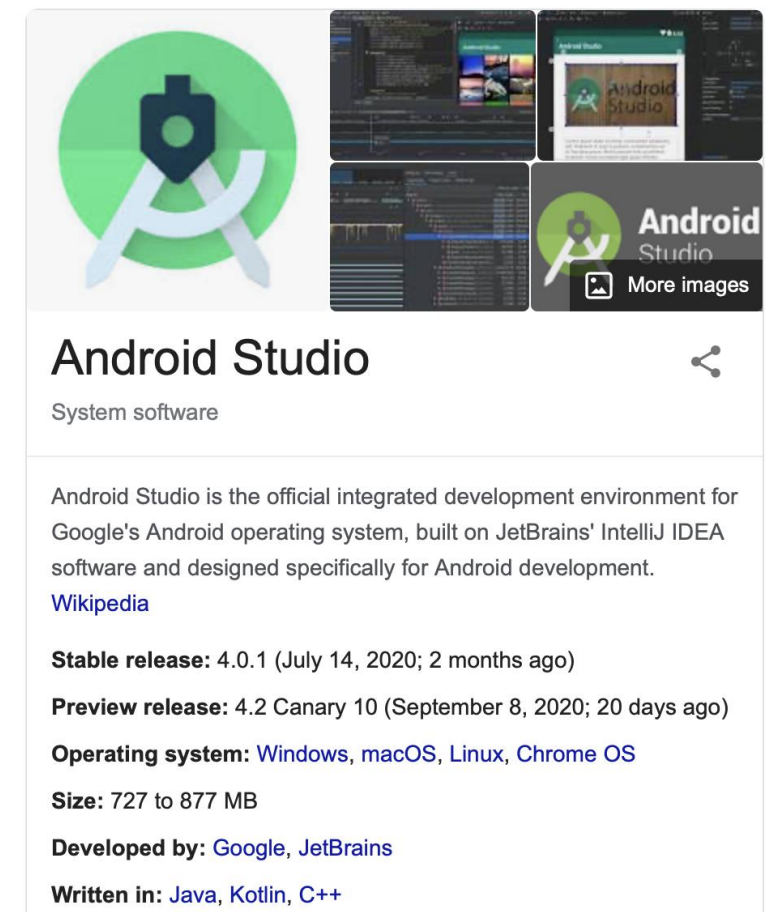 Android Studio
Android
Studio
Android
Studio
More images
Android Studio
System software
Android Studio is the official integrated development environment for
Google's Android operating system, built on JetBrains' IntelliJ IDEA
software and designed specifically for Android development.
Wikipedia
Stable release: 4.0.1 (July 14, 2020; 2 months ago)
Preview release: 4.2 Canary 10 (September 8, 2020; 20 days ago)
Operating system: Windows, macOS, Linux, Chrome OS
Size: 727 to 877 MB
Developed by: Google, JetBrains
Written in: Java, Kotlin, C++